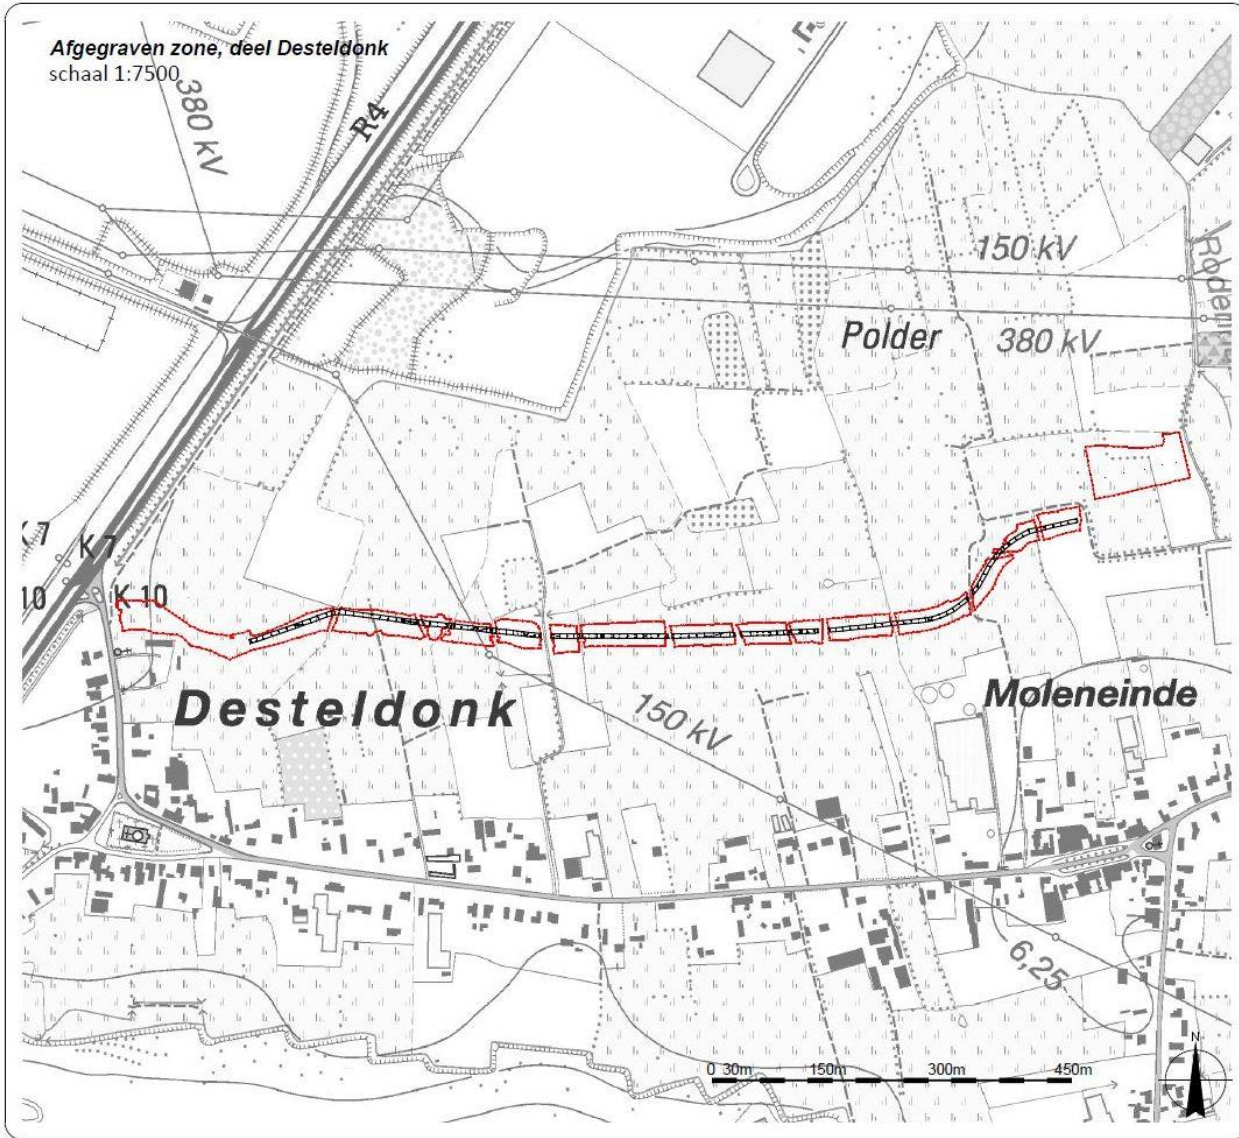 Afgegraven zone, deel Desteldonk
schaal 1:7500
380 kV
R4
150 kV
Polder
380 kV
K 7
K 10
10
Desteldonk
150 kV
Moleneinde
6,25
0 30m 150m 300m 450m
N